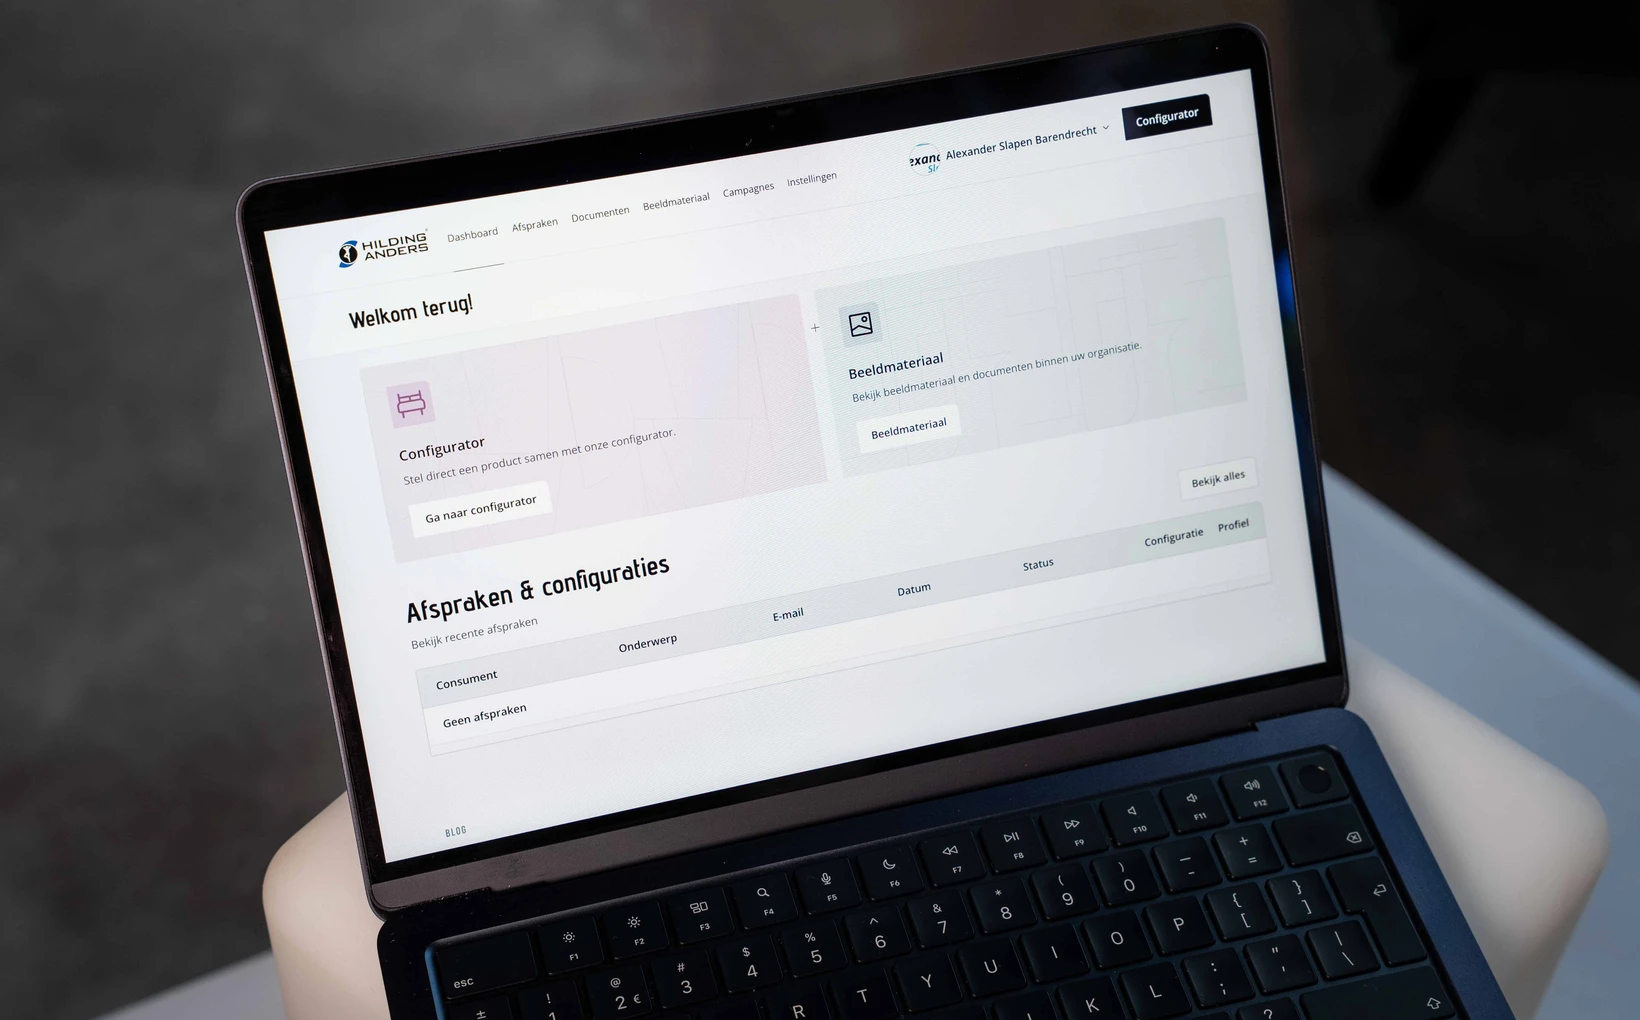 HILDING
ANDERS
Dashboard
Afspraken
Documenten
Beeldmateriaal
Campagnes
Instellingen
Alexander Slapen Barendrecht
Configurator
Welkom terug!
Configurator
Stel direct een product samen met onze configurator.
Ga naar configurator
Beeldmateriaal
Bekijk beeldmateriaal en documenten binnen uw organisatie.
Beeldmateriaal
Afspraken & configuraties
Bekijk recente afspraken
Bekijk alles
Consument
Onderwerp
E-mail
Datum
Status
Configuratie
Profiel
Geen afspraken
BLOG
esc
F1
F2
F3
F4
F5
F6
F7
F8
F9
F10
F11
F12
±
! 1
@ 2 €
# 3
$ 4
% 5
^ 6
& 7
* 8
( 9
) 0
— -
+ =
R
T
Y
U
I
O
P
{ [
} ]
K
L
: ;
" '
| \
?